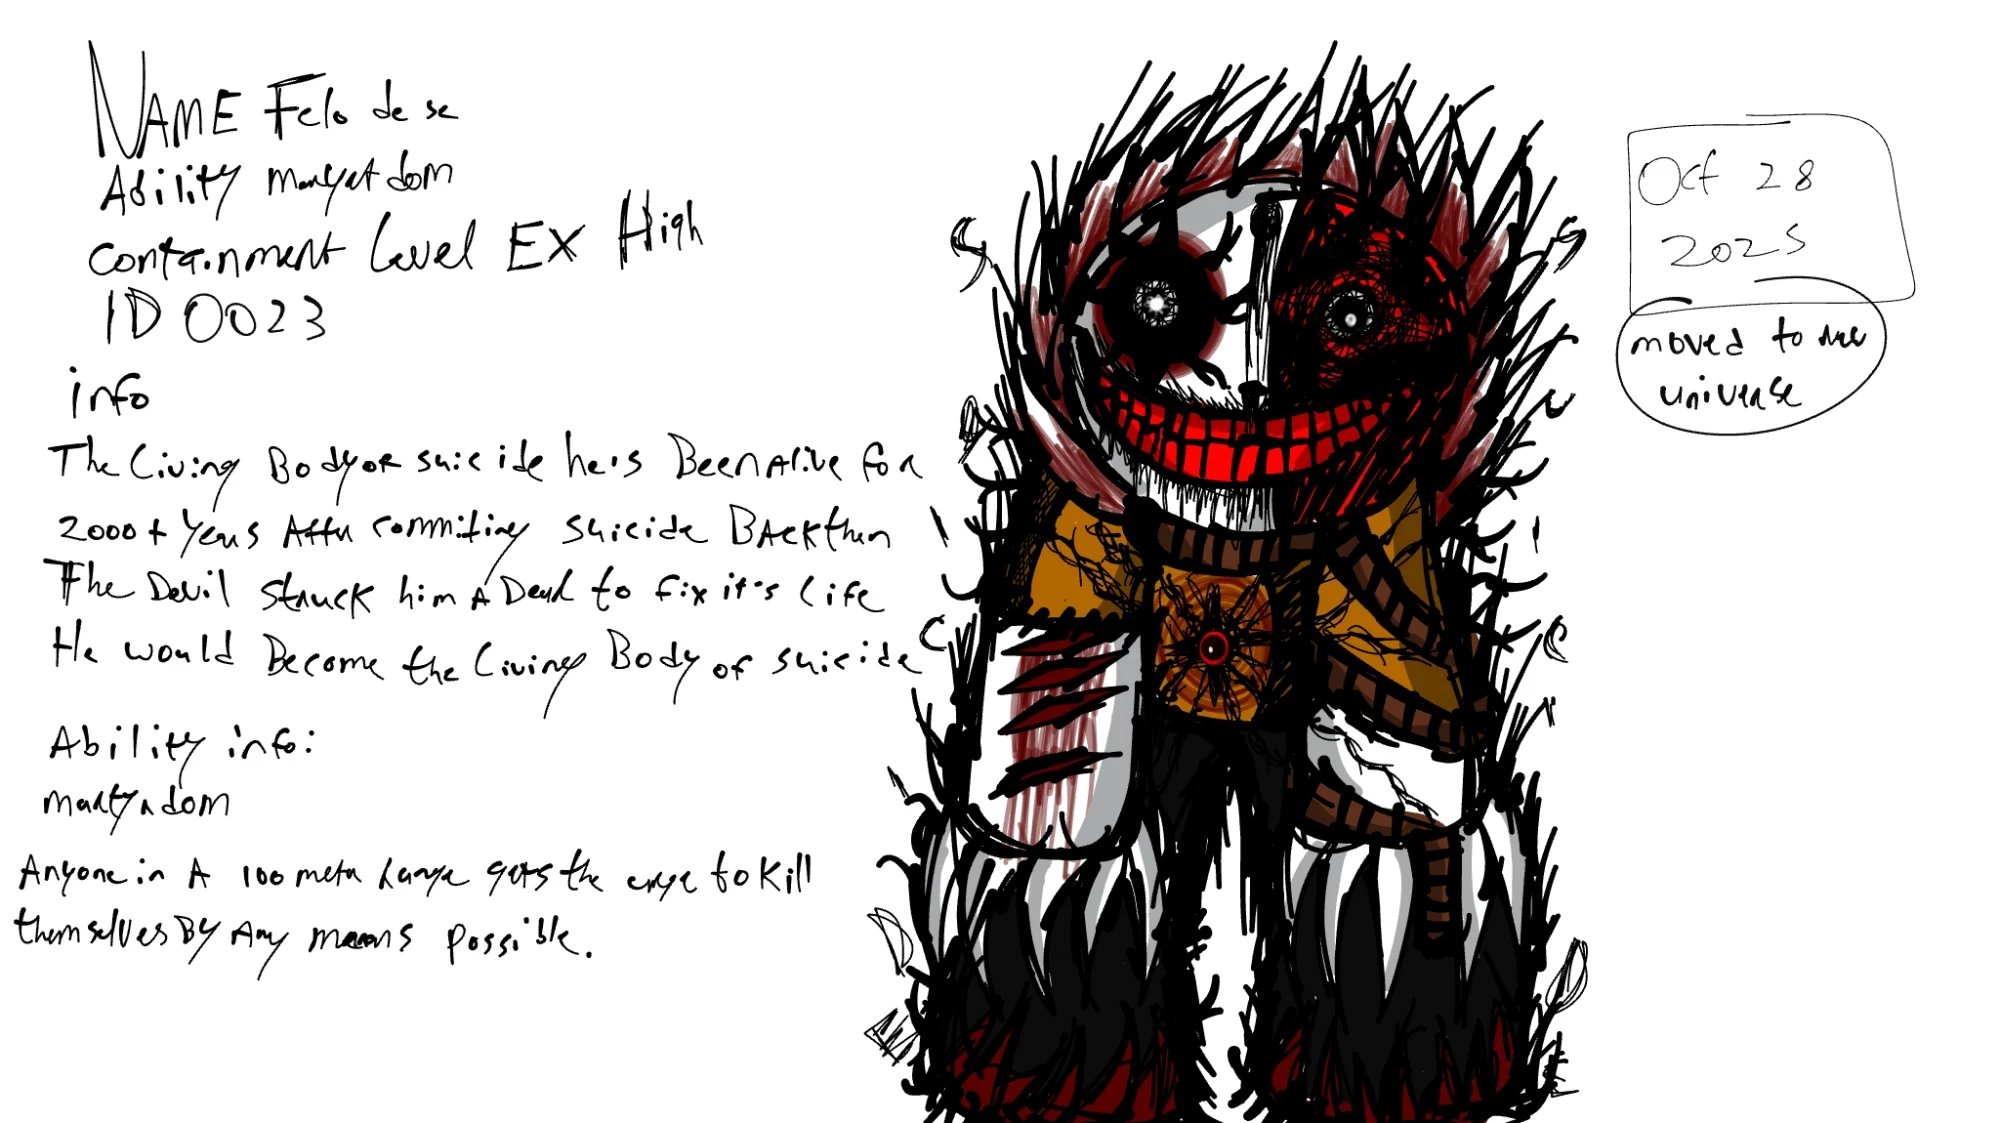 NAME Felo de se
Ability maryatdom
containment Level EX High
ID 0023
info
The Living Body of suicide he's Been Alive for a
2000+ Years After commiting suicide Back then
The Devil struck him A Deal to fix it's life
He would Become the Living Body of suicide
Ability info:
martyrdom
Anyone in A 100 meter range gets the urge to Kill
themselves By Any means possible.
Oct 28
2025
moved to new
universe